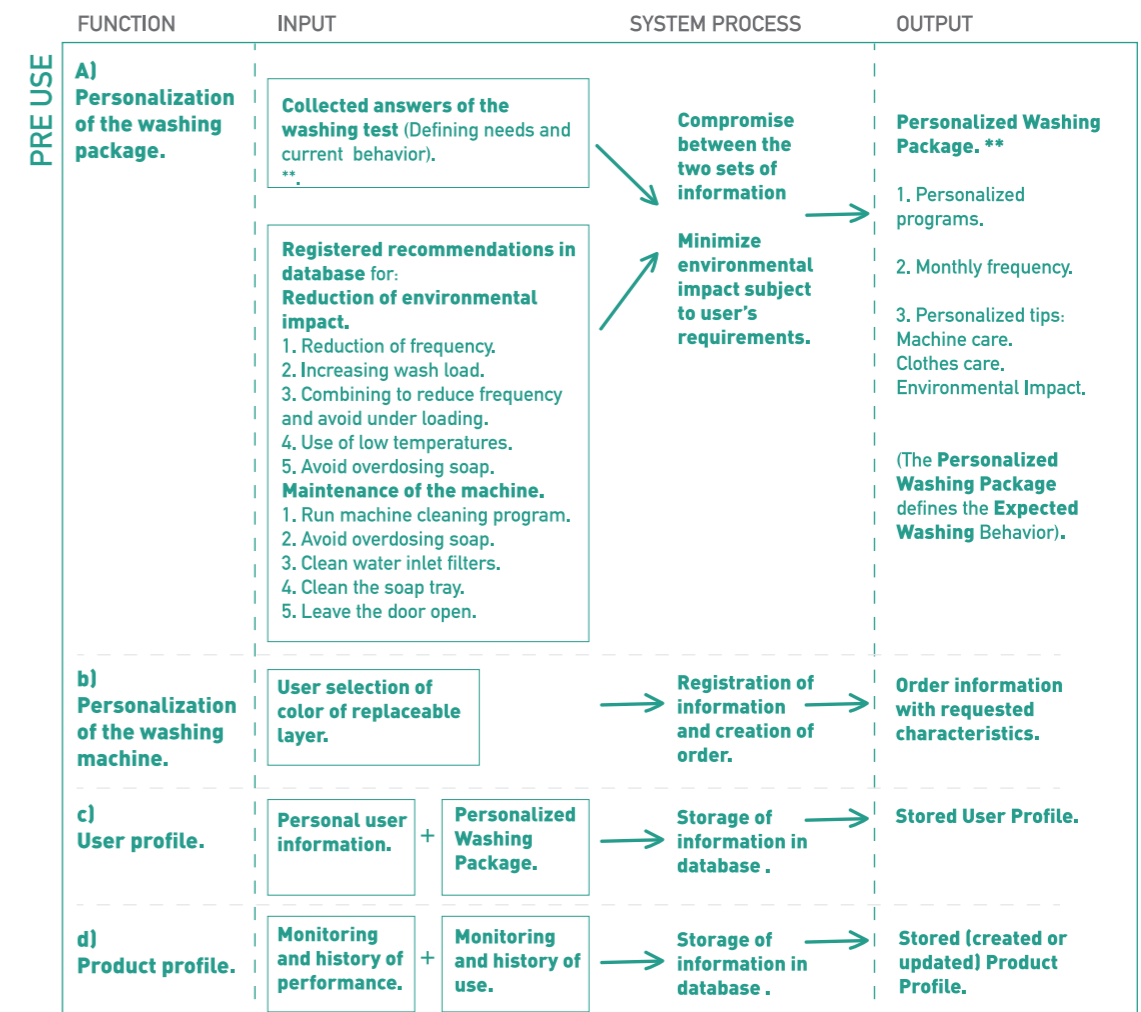 FUNCTION
INPUT
SYSTEM PROCESS
OUTPUT
PRE USE
A)
Personalization
of the washing
package.
Collected answers of the
washing test (Defining needs and
current behavior).
**.
Registered recommendations in
database for:
Reduction of environmental
impact.
1. Reduction of frequency.
2. Increasing wash load.
3. Combining to reduce frequency
and avoid under loading.
4. Use of low temperatures.
5. Avoid overdosing soap.
Maintenance of the machine.
1. Run machine cleaning program.
2. Avoid overdosing soap.
3. Clean water inlet filters.
4. Clean the soap tray.
5. Leave the door open.
Compromise
between the
two sets of
information
Minimize
environmental
impact subject
to user's
requirements.
Personalized Washing
Package. **
1. Personalized
programs.
2. Monthly frequency.
3. Personalized tips:
Machine care.
Clothes care.
Environmental Impact.
(The Personalized
Washing Package
defines the Expected
Washing Behavior).
b)
Personalization
of the washing
machine.
User selection of
color of replaceable
layer.
Registration of
information
and creation of
order.
Order information
with requested
characteristics.
c)
User profile.
Personal user
information.
+
Personalized
Washing
Package.
Storage of
information in
database .
Stored User Profile.
d)
Product profile.
Monitoring
and history of
performance.
+
Monitoring
and history of
use.
Storage of
information in
database .
Stored (created or
updated) Product
Profile.